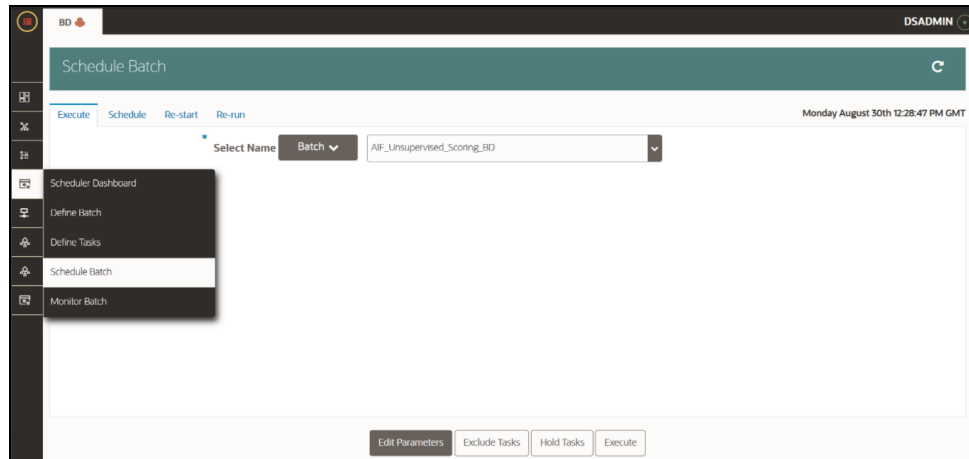 BD
DSADMIN
Schedule Batch
Execute Schedule Re-start Re-run
Monday August 30th 12:28:47 PM GMT
* Select Name Batch AIF_Unsupervised_Scoring_BD
Scheduler Dashboard
Define Batch
Define Tasks
Schedule Batch
Monitor Batch
Edit Parameters Exclude Tasks Hold Tasks Execute